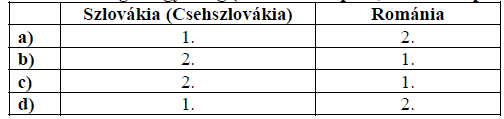 Szlovákia (Csehszlovákia) Románia
a) 1. 2.
b) 2. 1.
c) 2. 1.
d) 1. 2.